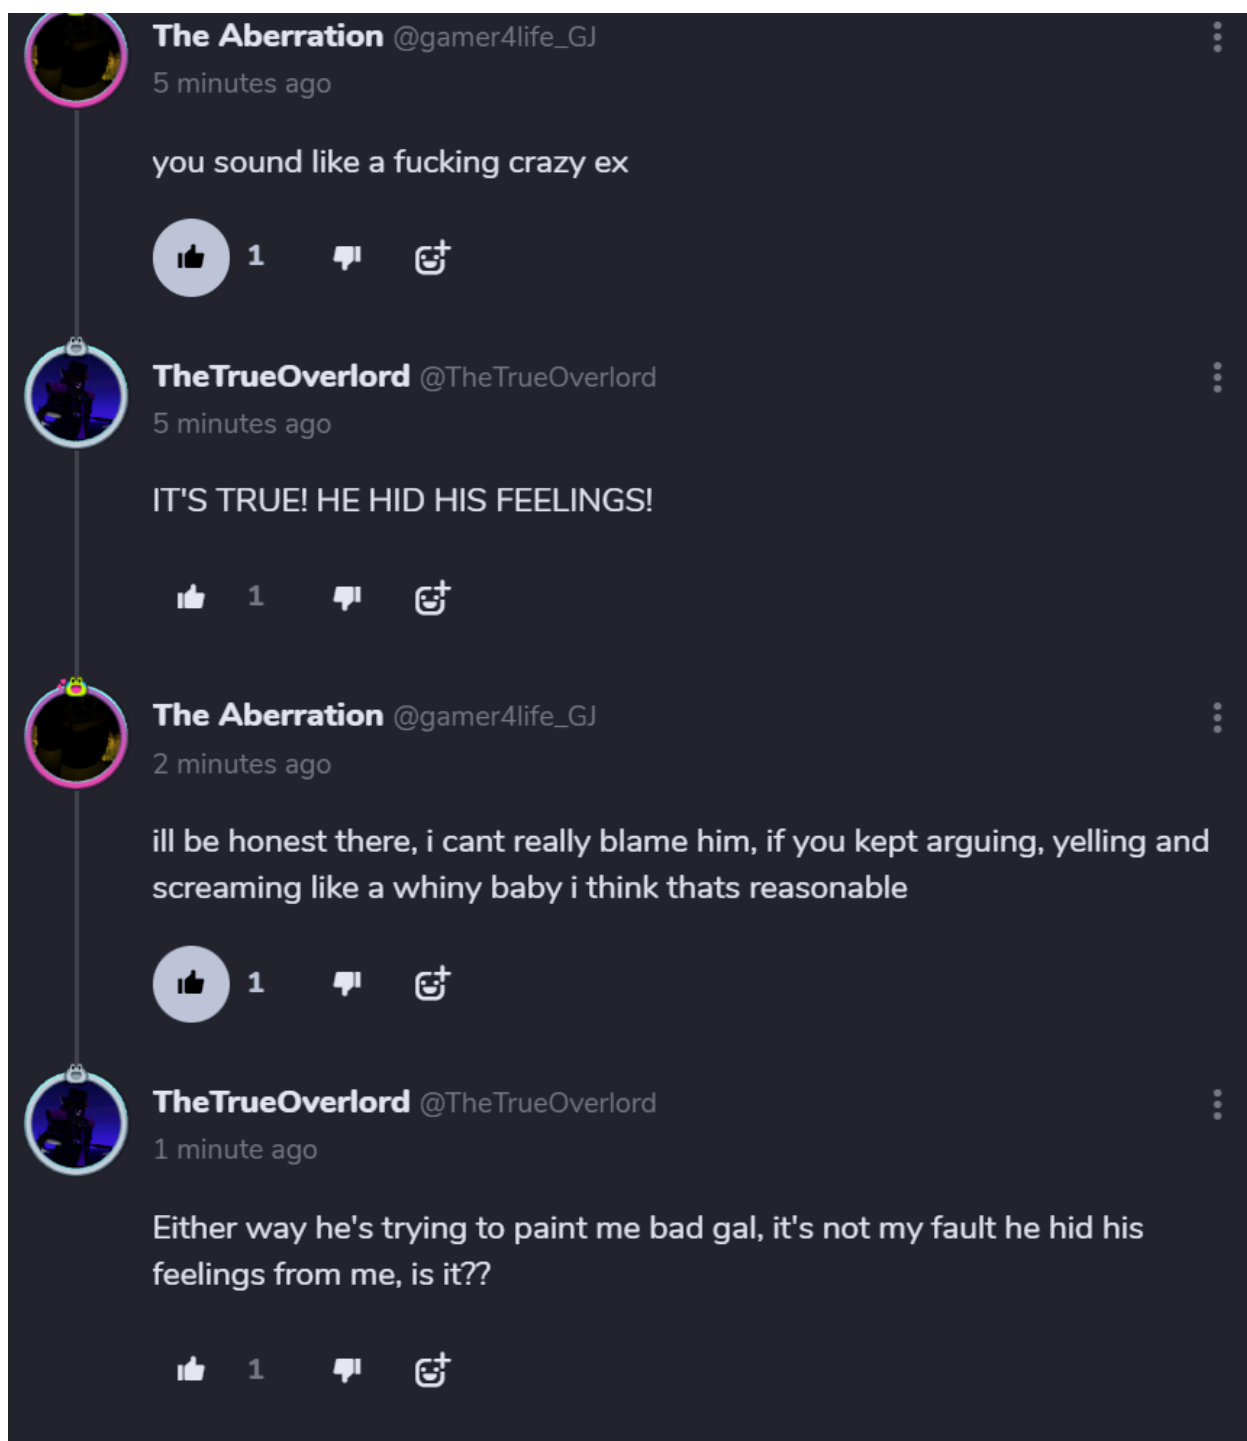 The Aberration @gamer4life_GJ
5 minutes ago
you sound like a fucking crazy ex
1
TheTrueOverlord @TheTrueOverlord
5 minutes ago
IT'S TRUE! HE HID HIS FEELINGS!
1
The Aberration @gamer4life_GJ
2 minutes ago
ill be honest there, i cant really blame him, if you kept arguing, yelling and
screaming like a whiny baby i think thats reasonable
1
TheTrueOverlord @TheTrueOverlord
1 minute ago
Either way he's trying to paint me bad gal, it's not my fault he hid his
feelings from me, is it??
1